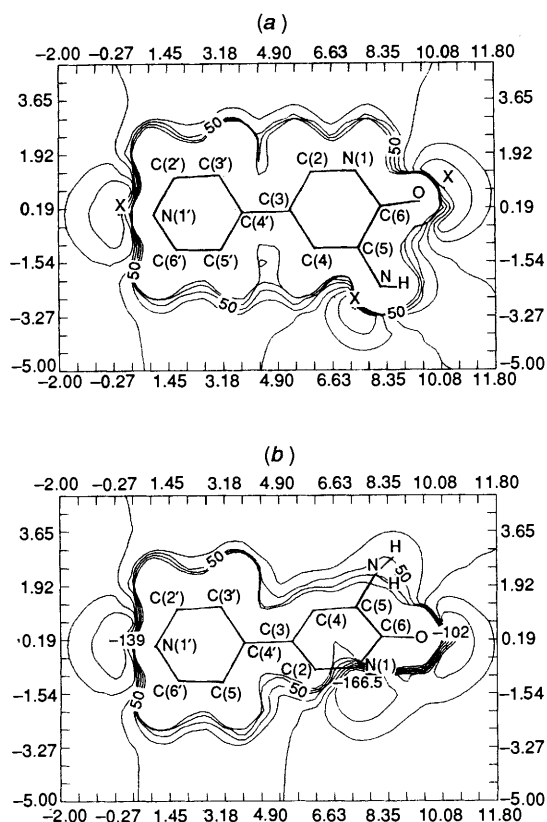 (a)
−2.00 −0.27 1.45 3.18 4.90 6.63 8.35 10.08 11.80
3.65 3.65
50 50
1.92 C(2′) C(3′) C(2) N(1) 1.92
X O
0.19 X N(1′) C(4′) C(3) C(6) 0.19
C(5)
−1.54 C(6′) C(5′) C(4) −1.54
N H
50 X 50
−3.27 −3.27
−5.00 −5.00
−2.00 −0.27 1.45 3.18 4.90 6.63 8.35 10.08 11.80
(b)
−2.00 −0.27 1.45 3.18 4.90 6.63 8.35 10.08 11.80
3.65 3.65
H
50 N 50
H
1.92 C(2′) C(3′) C(4) C(5) 1.92
C(3) C(6)
0.19 −139 N(1′) C(4′) O −102 0.19
C(2) N(1)
C(6′) C(5) 50 −166.5
−1.54 −1.54
50
−3.27 −3.27
−5.00 −5.00
−2.00 −0.27 1.45 3.18 4.90 6.63 8.35 10.08 11.80